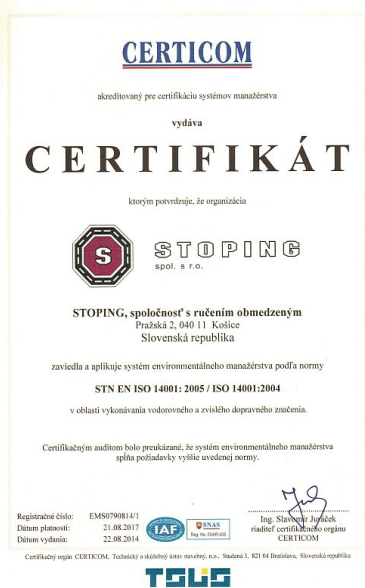 CERTICOM
akreditovaný pre certifikáciu systémov manažérstva
vydáva
CERTIFIKÁT
ktorým potvrdzuje, že organizácia
S
STOPING
spol. s r.o.
STOPING, spoločnosť s ručením obmedzeným
Pražská 2, 040 11 Košice
Slovenská republika
zaviedla a aplikuje systém environmentálneho manažérstva podľa normy
STN EN ISO 14001: 2005 / ISO 14001:2004
v oblasti vykonávania vodorovného a zvislého dopravného značenia.
Certifikačným auditom bolo preukázané, že systém environmentálneho manažérstva
spĺňa požiadavky vyššie uvedenej normy.
Registračné číslo: EMS0790814/1
Dátum platnosti: 21.08.2017
Dátum vydania: 22.08.2014
IAF
SNAS
Ing. Slavomír Juráček
riaditeľ certifikačného orgánu
CERTICOM
Certifikačný orgán CERTICOM, Technický a skúšobný ústav stavebný, n.o., Studená 3, 821 04 Bratislava, Slovenská republika
TSUS